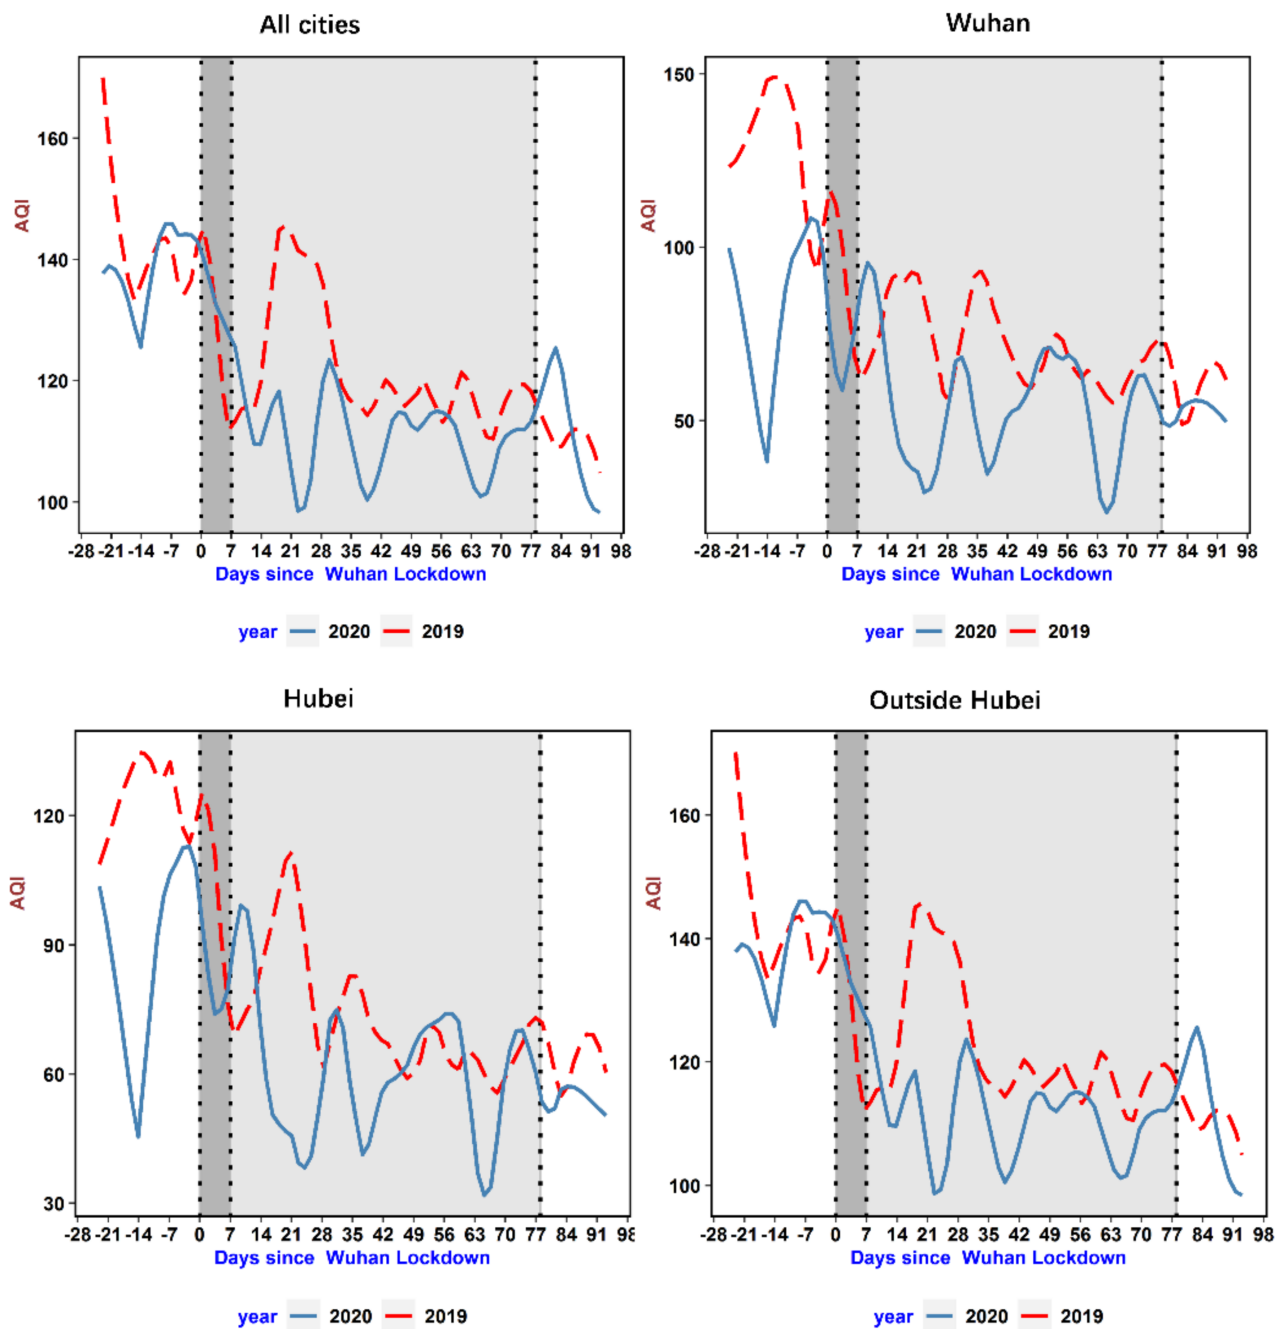 All cities
160
140
120
100
AQI
-28 -21 -14 -7 0 7 14 21 28 35 42 49 56 63 70 77 84 91 98
Days since Wuhan Lockdown
year 2020 2019
Wuhan
150
100
50
AQI
-28 -21 -14 -7 0 7 14 21 28 35 42 49 56 63 70 77 84 91 98
Days since Wuhan Lockdown
year 2020 2019
Hubei
120
90
60
30
AQI
-28 -21 -14 -7 0 7 14 21 28 35 42 49 56 63 70 77 84 91 98
Days since Wuhan Lockdown
year 2020 2019
Outside Hubei
160
140
120
100
AQI
-28 -21 -14 -7 0 7 14 21 28 35 42 49 56 63 70 77 84 91 98
Days since Wuhan Lockdown
year 2020 2019